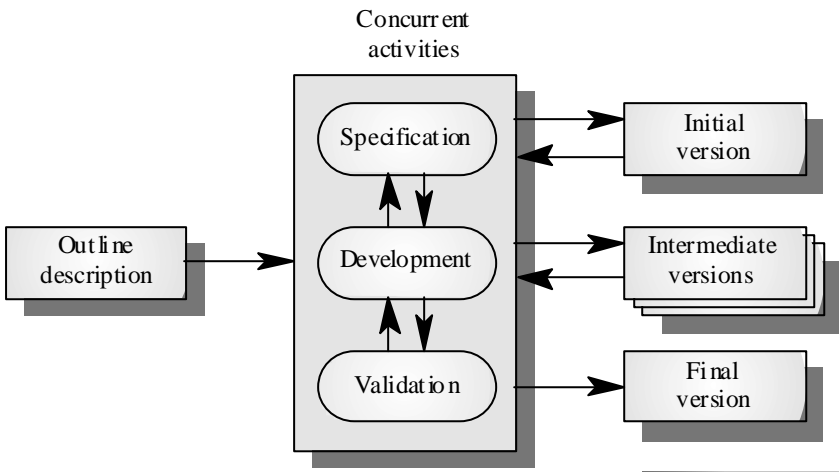 Concurrent
activities
Specification
Initial
version
Outline
description
Development
Intermediate
versions
Validation
Final
version